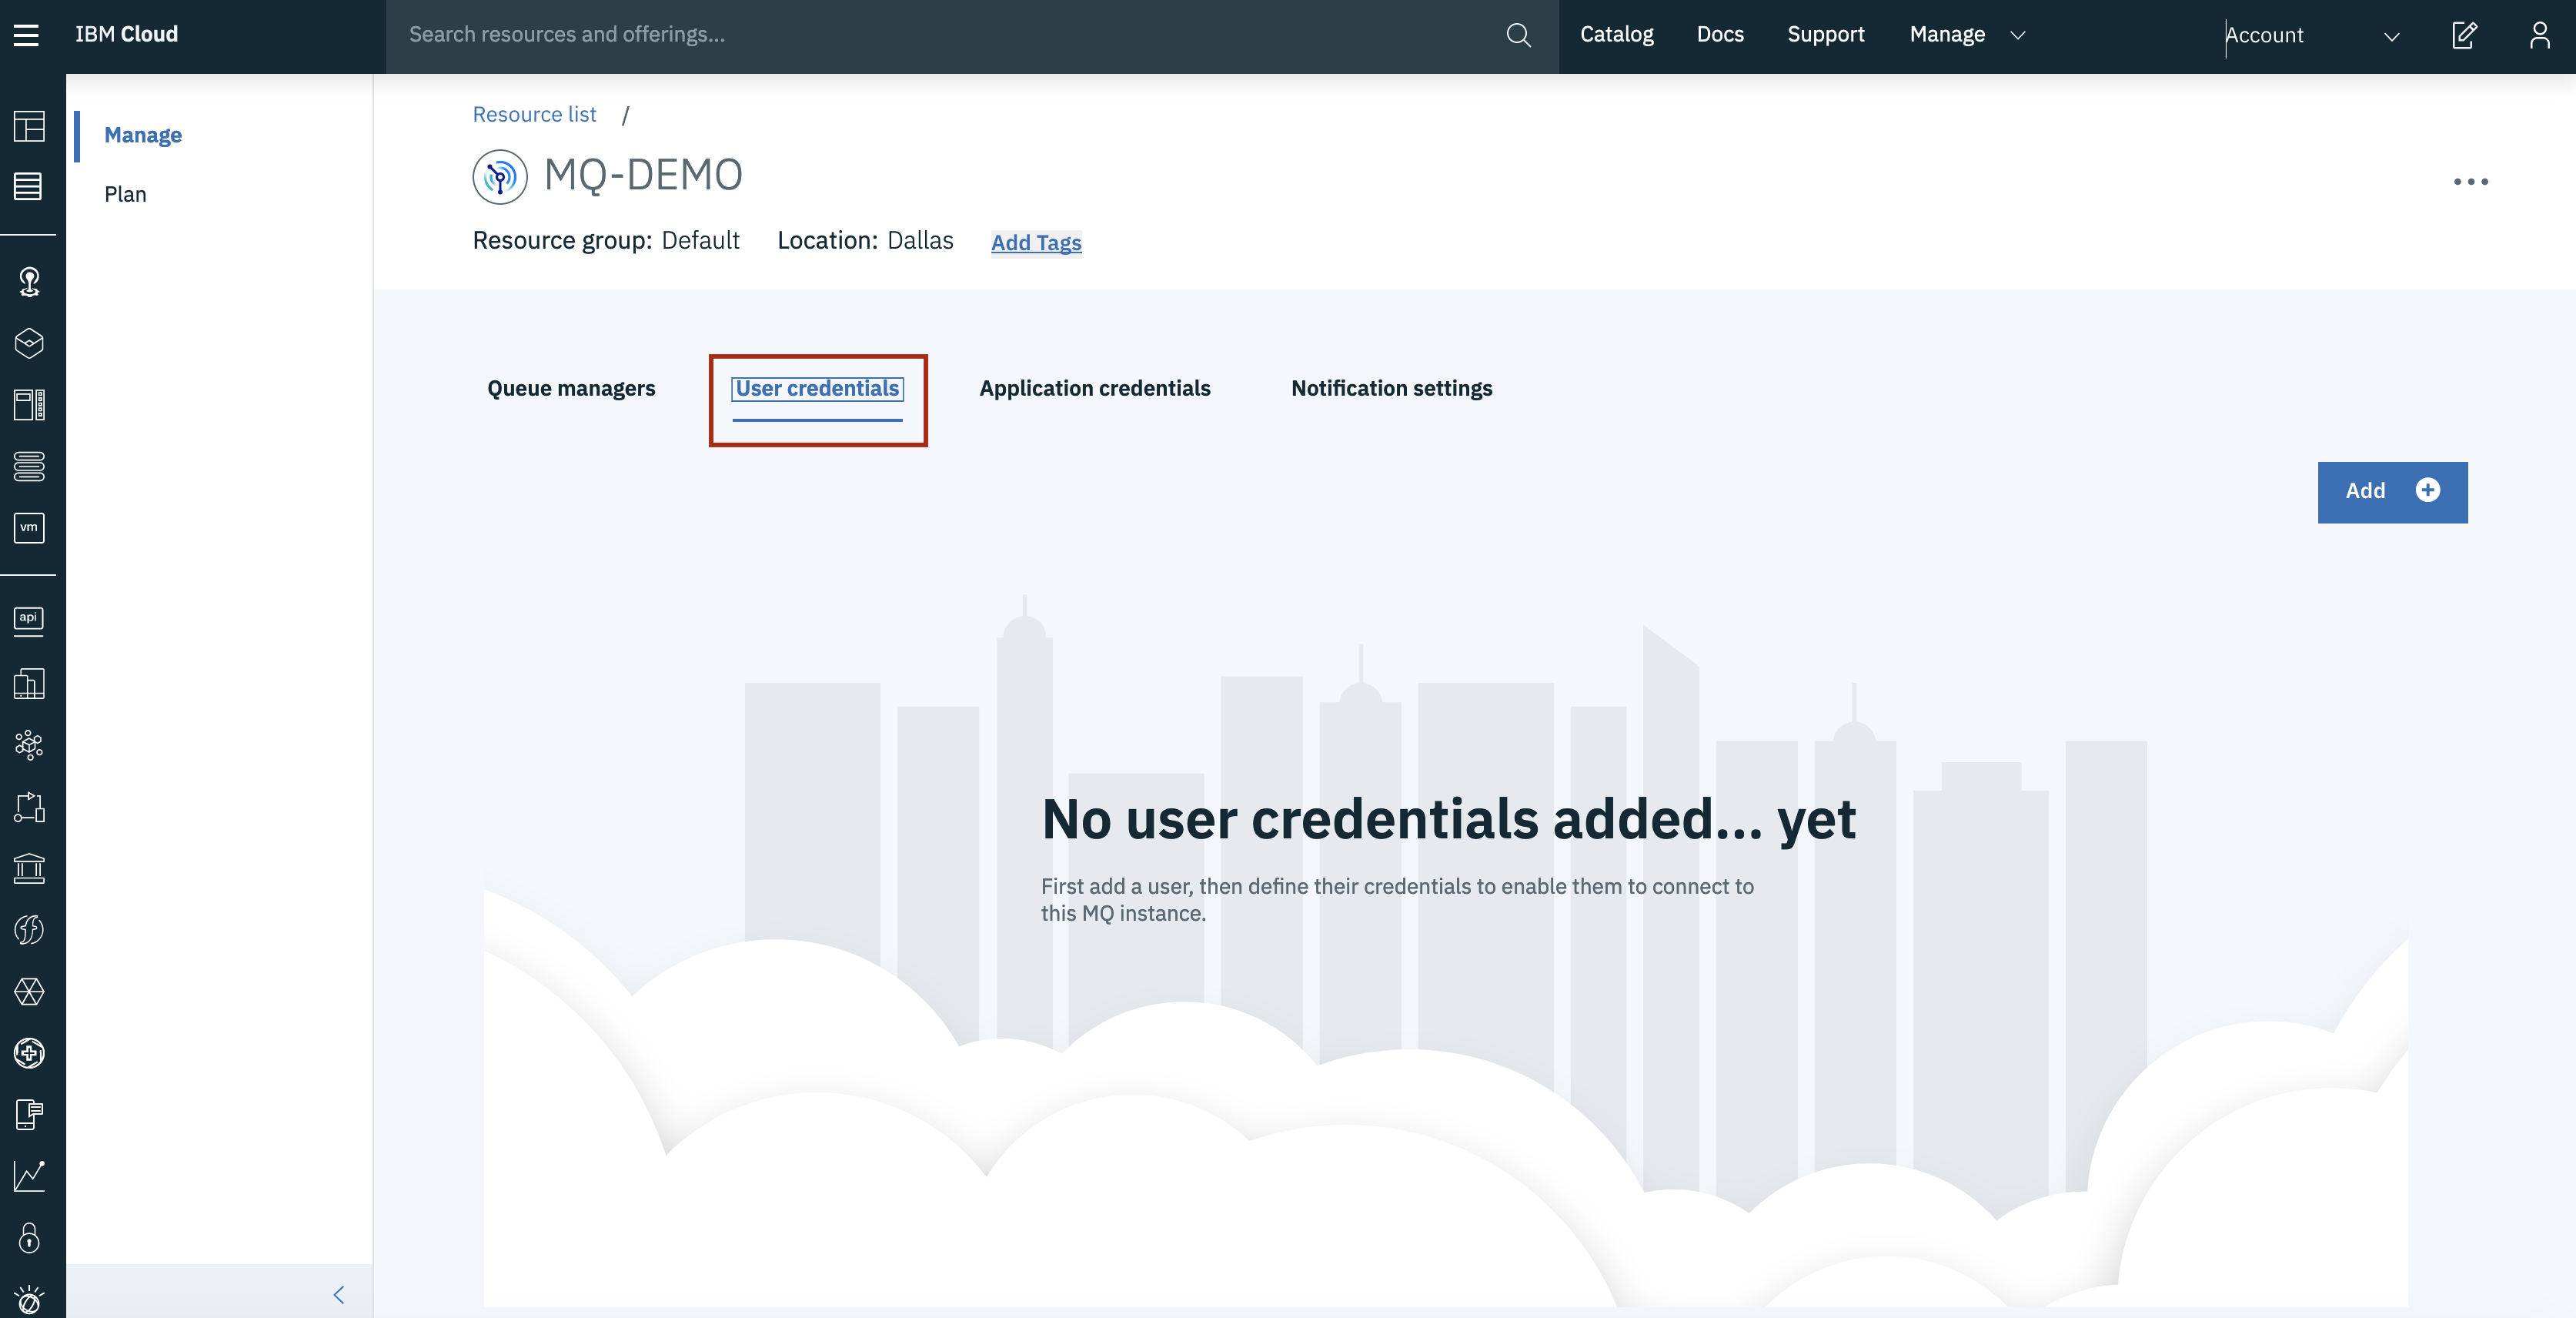 IBM Cloud
Search resources and offerings...
Catalog
Docs
Support
Manage
Account
Manage
Plan
Resource list /
MQ-DEMO
Resource group: Default Location: Dallas Add Tags
Queue managers
User credentials
Application credentials
Notification settings
Add
vm
api
No user credentials added... yet
First add a user, then define their credentials to enable them to connect to
this MQ instance.